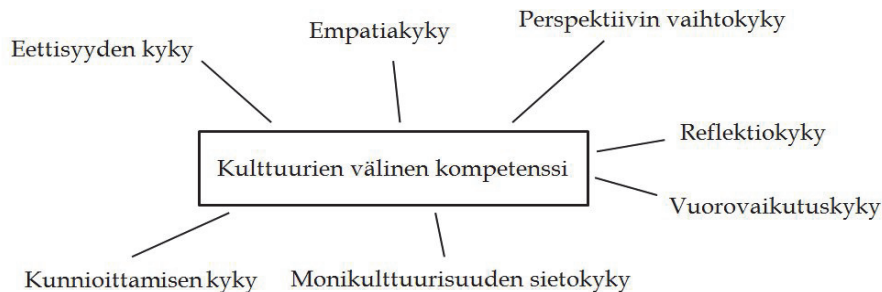 Perspektiivin vaihtokyky
Empatiakyky
Eettisyyden kyky
Reflektiokyky
Kulttuurien välinen kompetenssi
Vuorovaikutuskyky
Kunnioittamisen kyky
Monikulttuurisuuden sietokyky